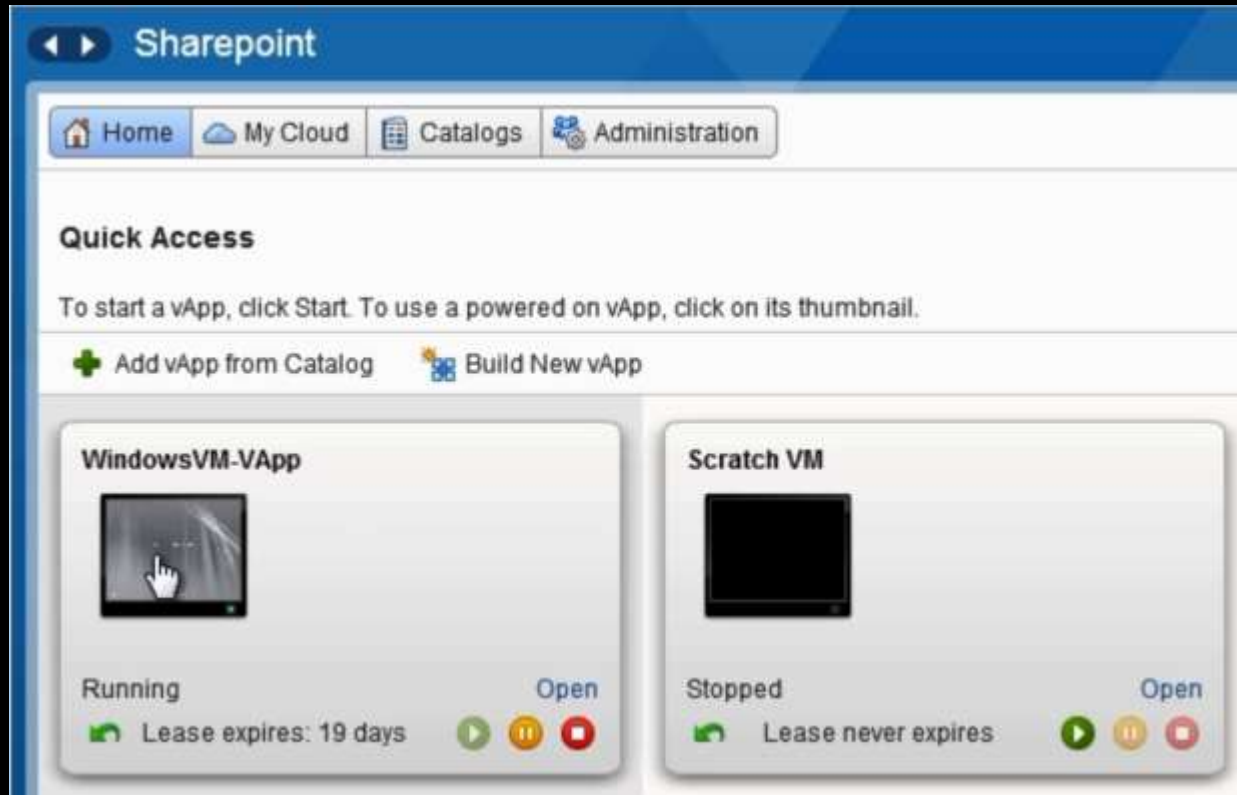 Sharepoint
Home My Cloud Catalogs Administration
Quick Access
To start a vApp, click Start. To use a powered on vApp, click on its thumbnail.
Add vApp from Catalog Build New vApp
WindowsVM-VApp
Running Open
Lease expires: 19 days
Scratch VM
Stopped Open
Lease never expires